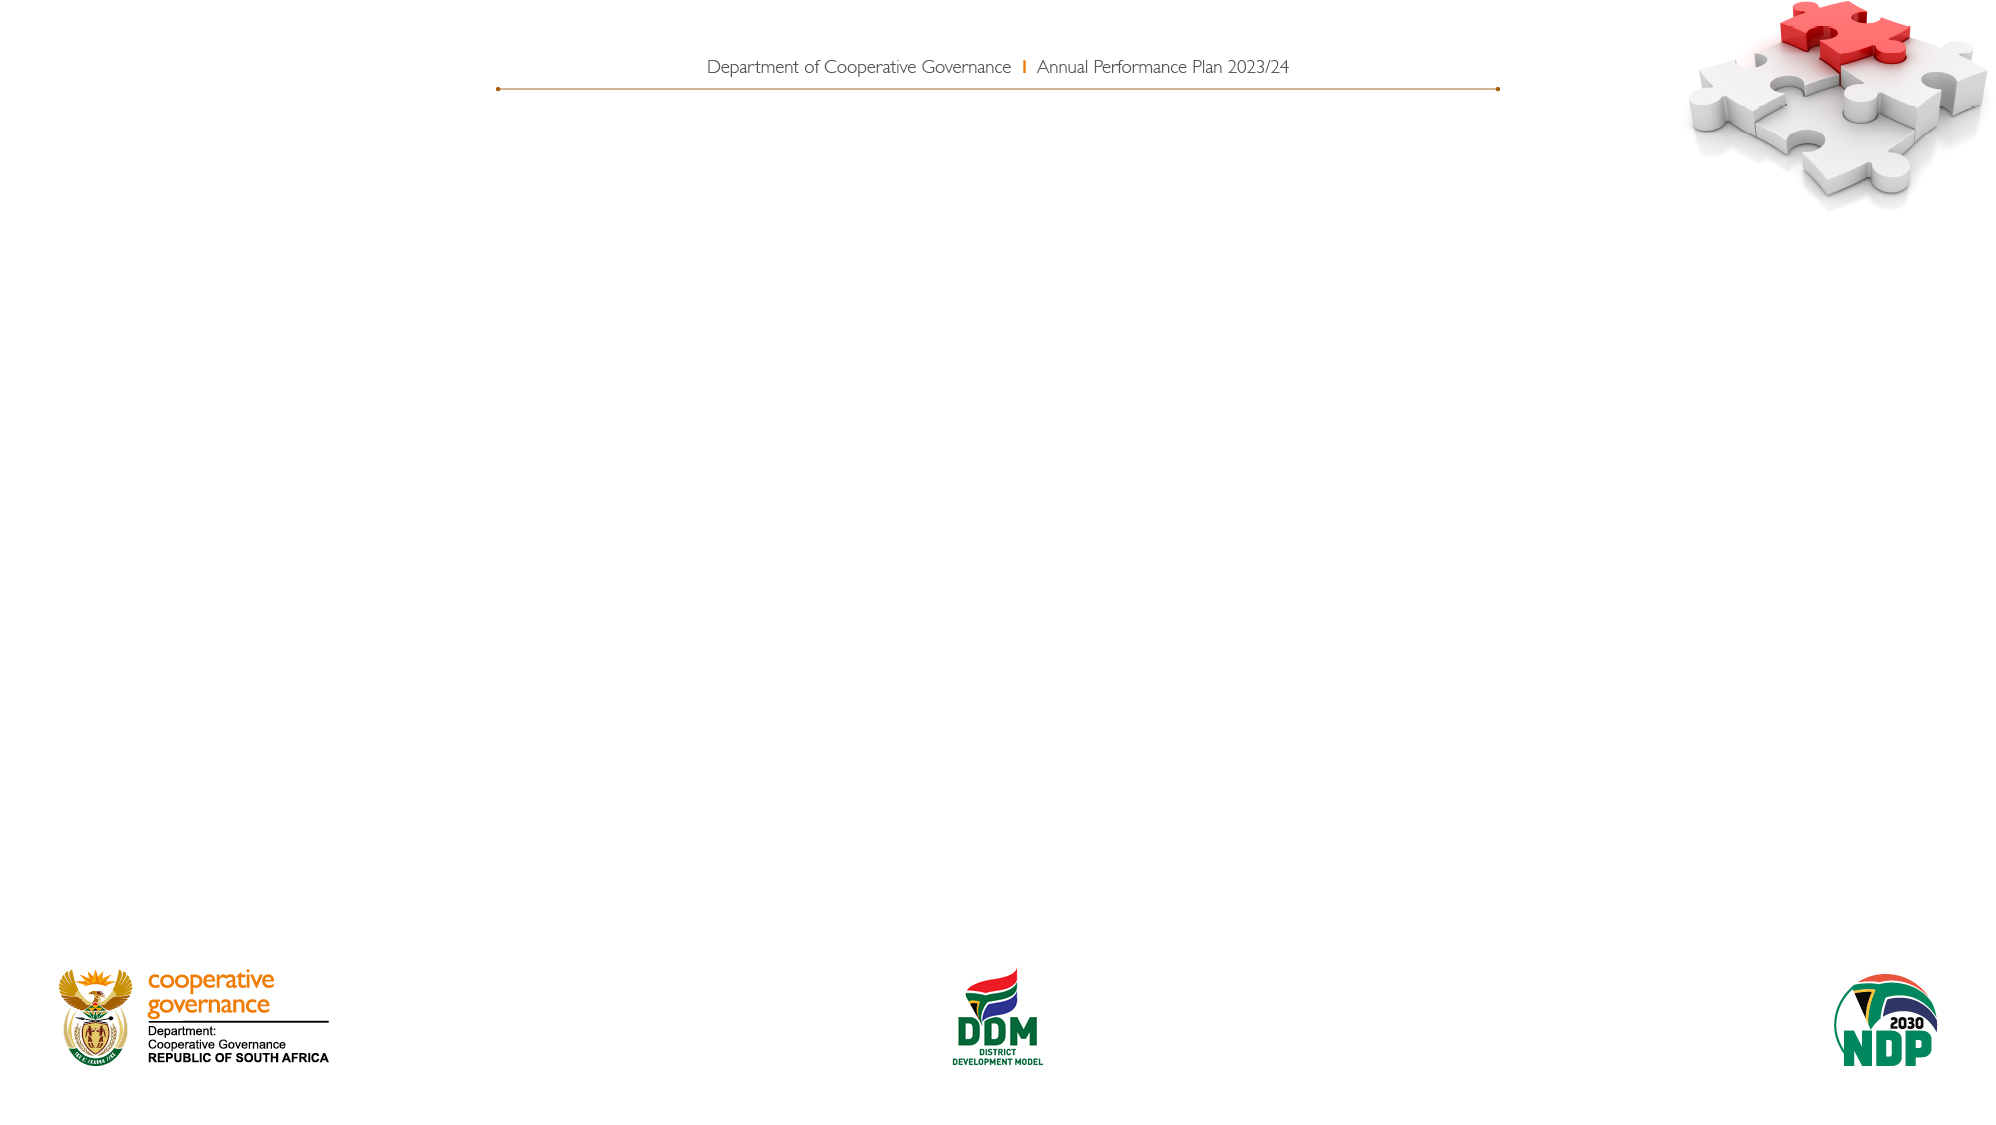 Department of Cooperative Governance I Annual Performance Plan 2023/24
cooperative
governance
Department:
Cooperative Governance
REPUBLIC OF SOUTH AFRICA
DDM
DISTRICT
DEVELOPMENT MODEL
2030
NDP